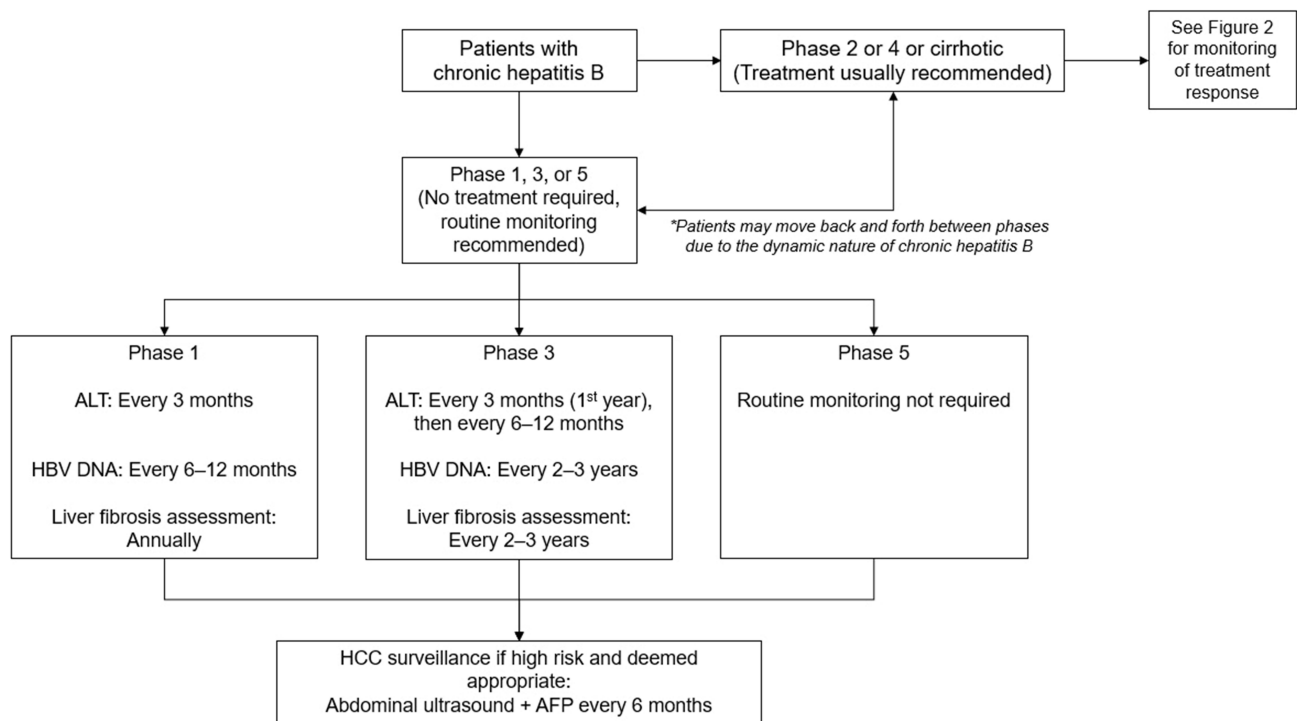 Patients with
chronic hepatitis B
Phase 2 or 4 or cirrhotic
(Treatment usually recommended)
See Figure 2
for monitoring
of treatment
response
Phase 1, 3, or 5
(No treatment required,
routine monitoring
recommended)
*Patients may move back and forth between phases
due to the dynamic nature of chronic hepatitis B
Phase 1
ALT: Every 3 months
HBV DNA: Every 6–12 months
Liver fibrosis assessment:
Annually
Phase 3
ALT: Every 3 months (1st year),
then every 6–12 months
HBV DNA: Every 2–3 years
Liver fibrosis assessment:
Every 2–3 years
Phase 5
Routine monitoring not required
HCC surveillance if high risk and deemed
appropriate:
Abdominal ultrasound + AFP every 6 months